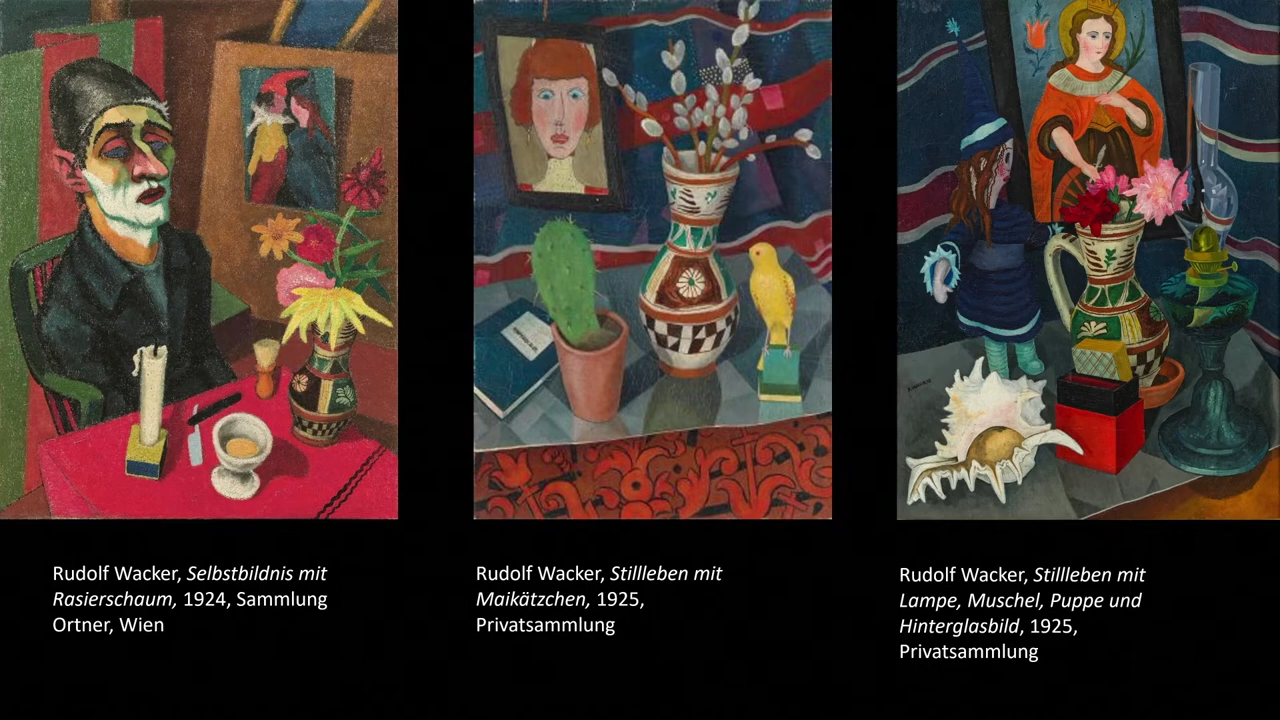 Rudolf Wacker, Selbstbildnis mit
Rasierschaum, 1924, Sammlung
Ortner, Wien
Rudolf Wacker, Stillleben mit
Maikätzchen, 1925,
Privatsammlung
Rudolf Wacker, Stillleben mit
Lampe, Muschel, Puppe und
Hinterglasbild, 1925,
Privatsammlung